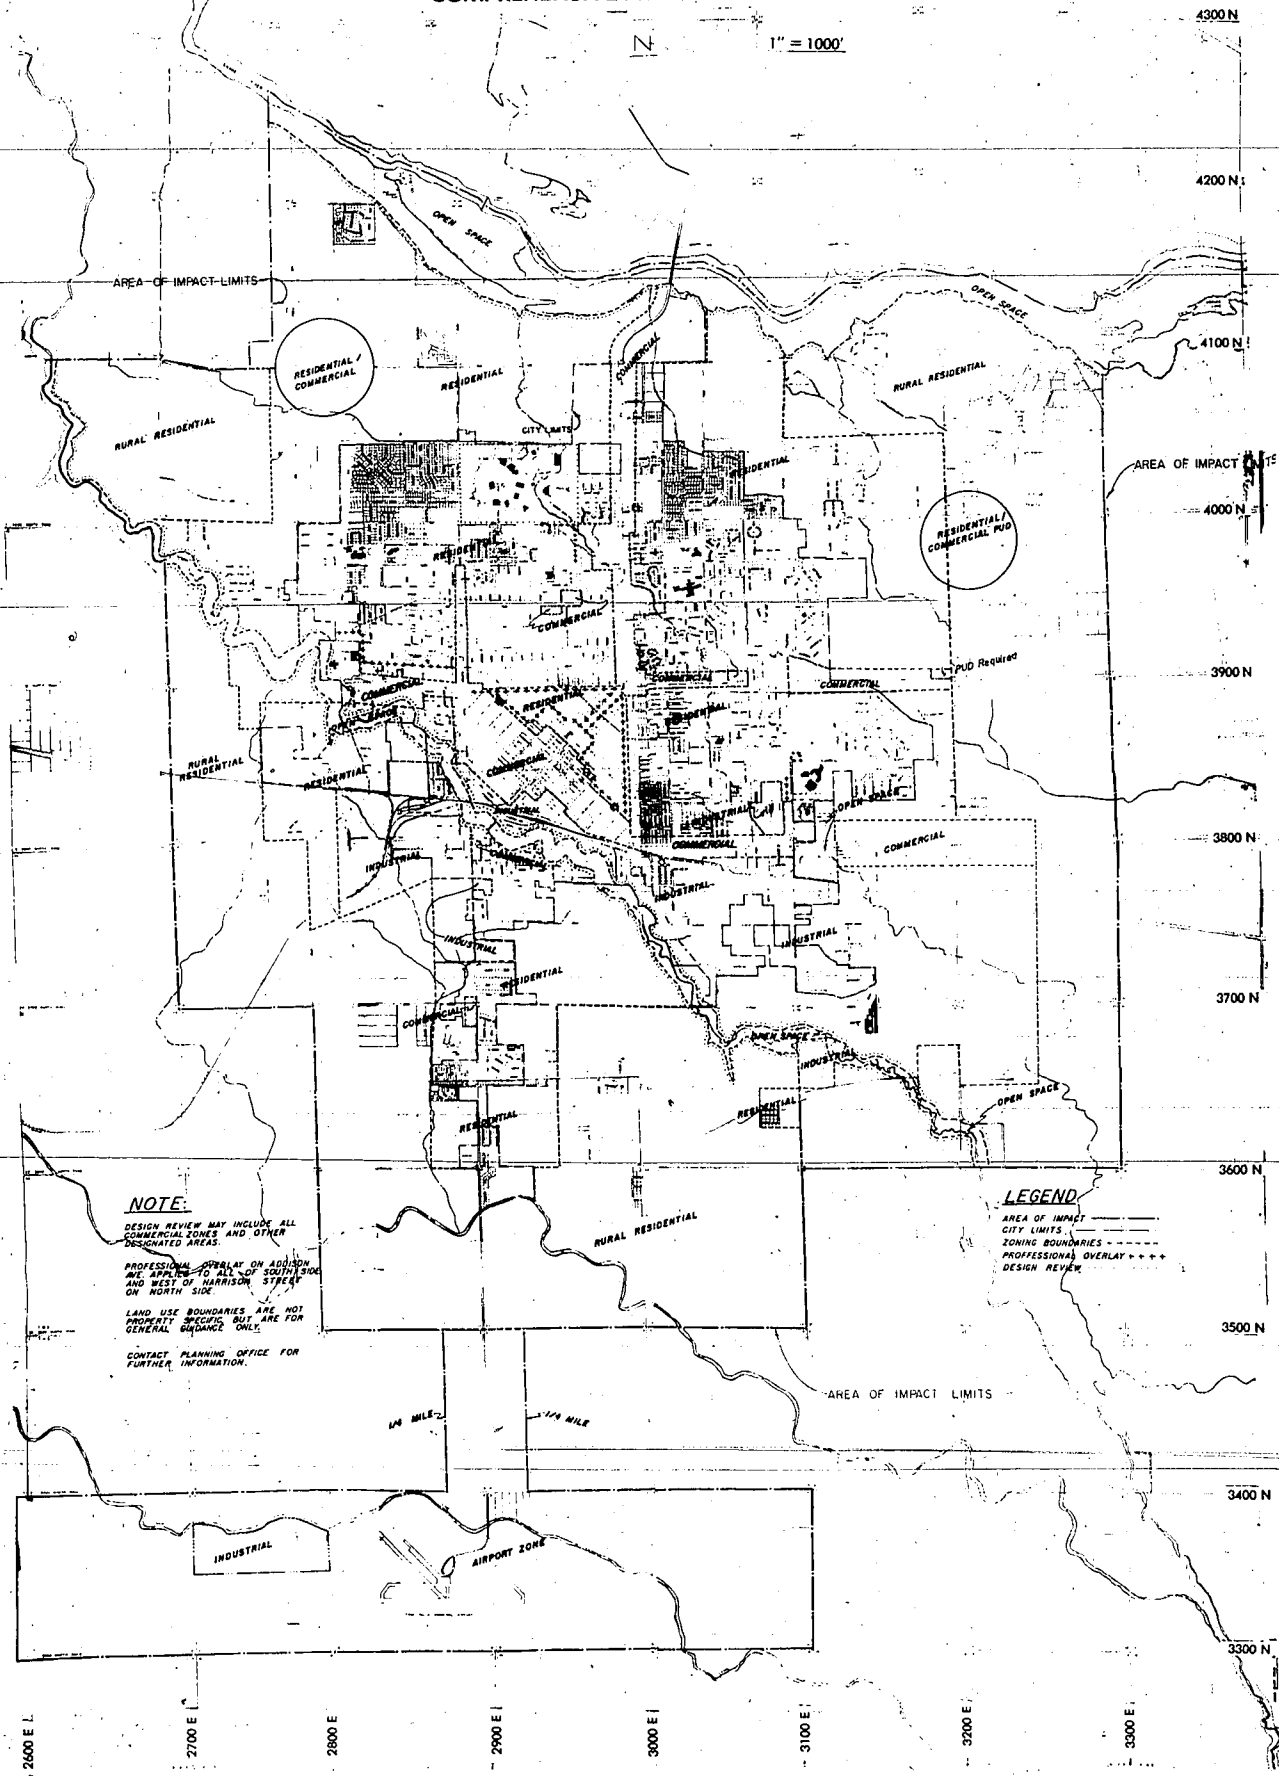 N
1" = 1000'
4300 N
4200 N
OPEN SPACE
AREA OF IMPACT LIMITS
OPEN SPACE
4100 N
COMMERCIAL
RESIDENTIAL /
COMMERCIAL
RESIDENTIAL
RURAL RESIDENTIAL
RURAL RESIDENTIAL
CITY LIMITS
RESIDENTIAL
AREA OF IMPACT
4000 N
RESIDENTIAL /
COMMERCIAL PUD
RESIDENTIAL
COMMERCIAL
PUD Required
3900 N
COMMERCIAL
COMMERCIAL
COMMERCIAL
RESIDENTIAL
RESIDENTIAL
OPEN SPACE
RURAL
RESIDENTIAL
RESIDENTIAL
COMMERCIAL
OPEN SPACE
INDUSTRIAL
INDUSTRIAL
3800 N
COMMERCIAL
COMMERCIAL
INDUSTRIAL
COMMERCIAL
INDUSTRIAL
INDUSTRIAL
INDUSTRIAL
RESIDENTIAL
3700 N
COMMERCIAL
OPEN SPACE
INDUSTRIAL
OPEN SPACE
RESIDENTIAL
RESIDENTIAL
3600 N
NOTE:
DESIGN REVIEW MAY INCLUDE ALL
COMMERCIAL ZONES AND OTHER
DESIGNATED AREAS.
PROFESSIONAL OVERLAY ON ADDISON
AVE. APPLIES TO ALL OF SOUTH SIDE
AND WEST OF HARRISON STREET
ON NORTH SIDE.
LAND USE BOUNDARIES ARE NOT
PROPERTY SPECIFIC, BUT ARE FOR
GENERAL GUIDANCE ONLY.
CONTACT PLANNING OFFICE FOR
FURTHER INFORMATION.
RURAL RESIDENTIAL
LEGEND
AREA OF IMPACT
CITY LIMITS
ZONING BOUNDARIES
PROFFESSIONAL OVERLAY ++++
DESIGN REVIEW
3500 N
AREA OF IMPACT LIMITS
1/4 MILE
1/4 MILE
3400 N
INDUSTRIAL
AIRPORT ZONE
3300 N
2600 E
2700 E
2800 E
2900 E
3000 E
3100 E
3200 E
3300 E